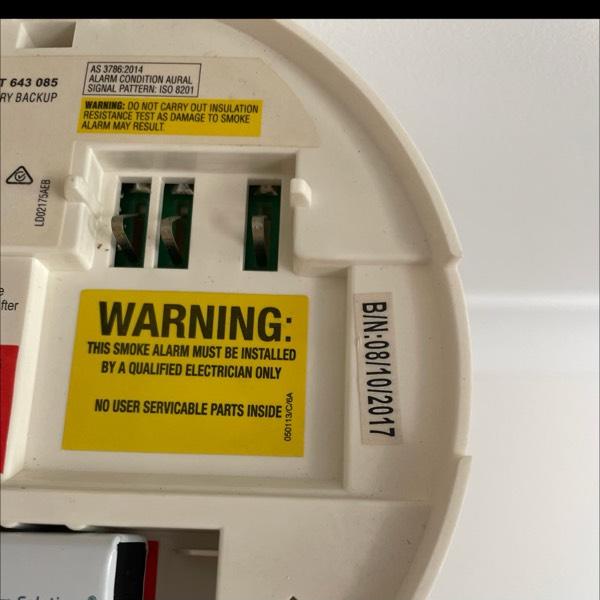 T 643 085
RY BACKUP
AS 3786:2014
ALARM CONDITION AURAL
SIGNAL PATTERN: ISO 8201
WARNING: DO NOT CARRY OUT INSULATION
RESISTANCE TEST AS DAMAGE TO SMOKE
ALARM MAY RESULT.
LD02175AEB
e
fter
WARNING:
THIS SMOKE ALARM MUST BE INSTALLED
BY A QUALIFIED ELECTRICIAN ONLY
NO USER SERVICABLE PARTS INSIDE
050113/C/6A
B/N:08/10/2017